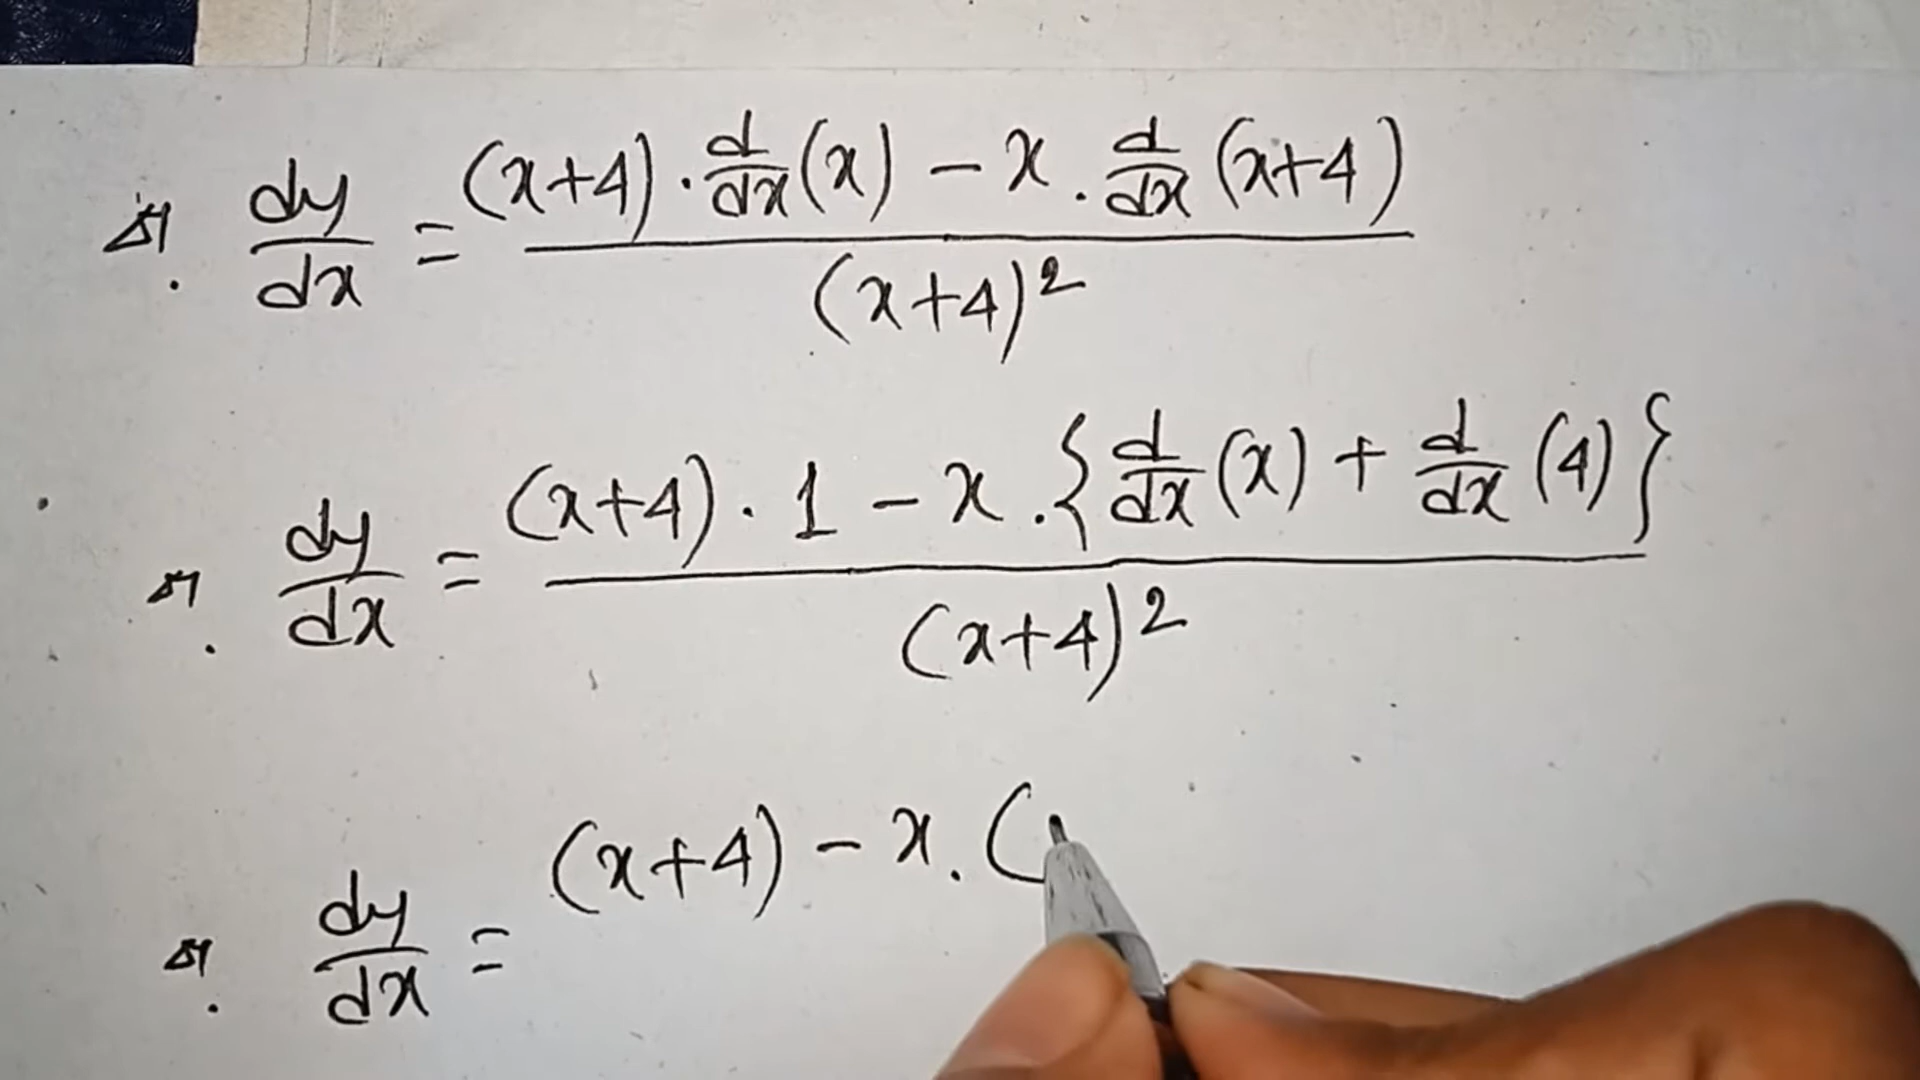 বা, dy/dx = ((x+4) . d/dx (x) - x . d/dx (x+4)) / (x+4)²
বা, dy/dx = ((x+4) . 1 - x . {d/dx (x) + d/dx (4)}) / (x+4)²
বা, dy/dx = (x+4) - x . (